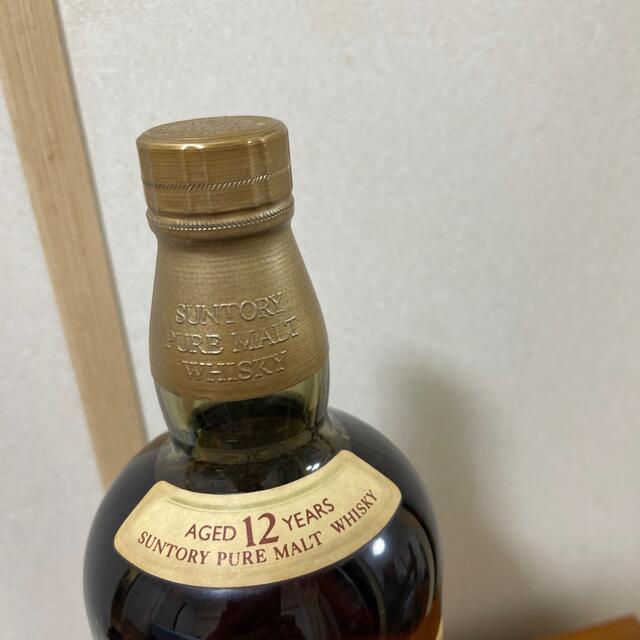 SUNTORY
PURE MALT
WHISKY
AGED 12 YEARS
SUNTORY PURE MALT WHISKY